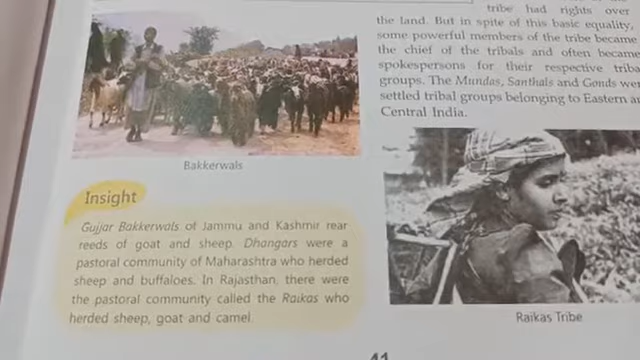 tribe had rights over
the land. But in spite of this basic equality,
some powerful members of the tribe became
the chief of the tribals and often became
spokespersons for their respective
groups. The Mundas, Santhals and Gonds
settled tribal groups belonging to Eastern
Central India.
Bakkerwals
Insight
Gujjar Bakkerwals of Jammu and Kashmir rear
reeds of goat and sheep. Dhangars were a
pastoral community of Maharashtra who herded
sheep and buffaloes. In Rajasthan, there were
the pastoral community called the Raikas who
herded sheep, goat and camel.
Raikas Tribe
41